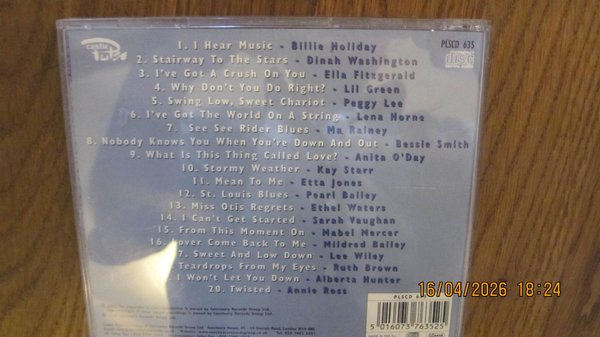 castle
Pulse
PLSCD 635
1. I Hear Music - Billie Holiday
2. Stairway To The Stars - Dinah Washington
3. I've Got A Crush On You - Ella Fitzgerald
4. Why Don't You Do Right? - Lil Green
5. Swing Low, Sweet Chariot - Peggy Lee
6. I've Got The World On A String - Lena Horne
7. See See Rider Blues - Ma Rainey
8. Nobody Knows You When You're Down And Out - Bessie Smith
9. What Is This Thing Called Love? - Anita O'Day
10. Stormy Weather - Kay Starr
11. Mean To Me - Etta Jones
12. St. Louis Blues - Pearl Bailey
13. Miss Otis Regrets - Ethel Waters
14. I Can't Get Started - Sarah Vaughan
15. From This Moment On - Mabel Mercer
16. Lover Come Back To Me - Mildred Bailey
7. Sweet And Low Down - Lee Wiley
Teardrops From My Eyes - Ruth Brown
I Won't Let You Down - Alberta Hunter
20. Twisted - Annie Ross
16/04/2026 18:24
PLSCD
5 016073 763525